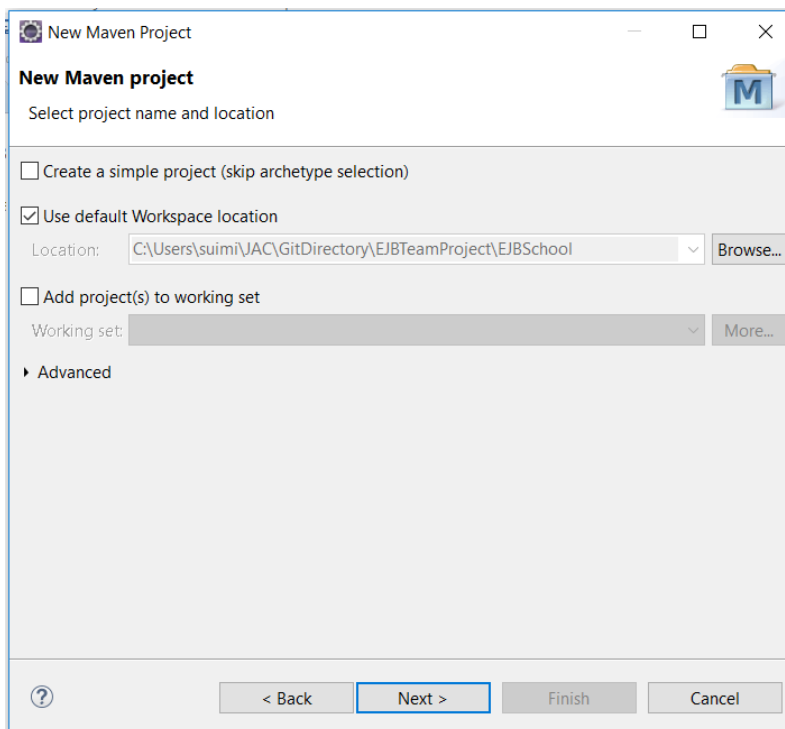 New Maven Project
New Maven project
M
Select project name and location
Create a simple project (skip archetype selection)
Use default Workspace location
Location: C:\Users\suimi\JAC\GitDirectory\EJBTeamProject\EJBSchool Browse...
Add project(s) to working set
Working set: More...
Advanced
? < Back Next > Finish Cancel